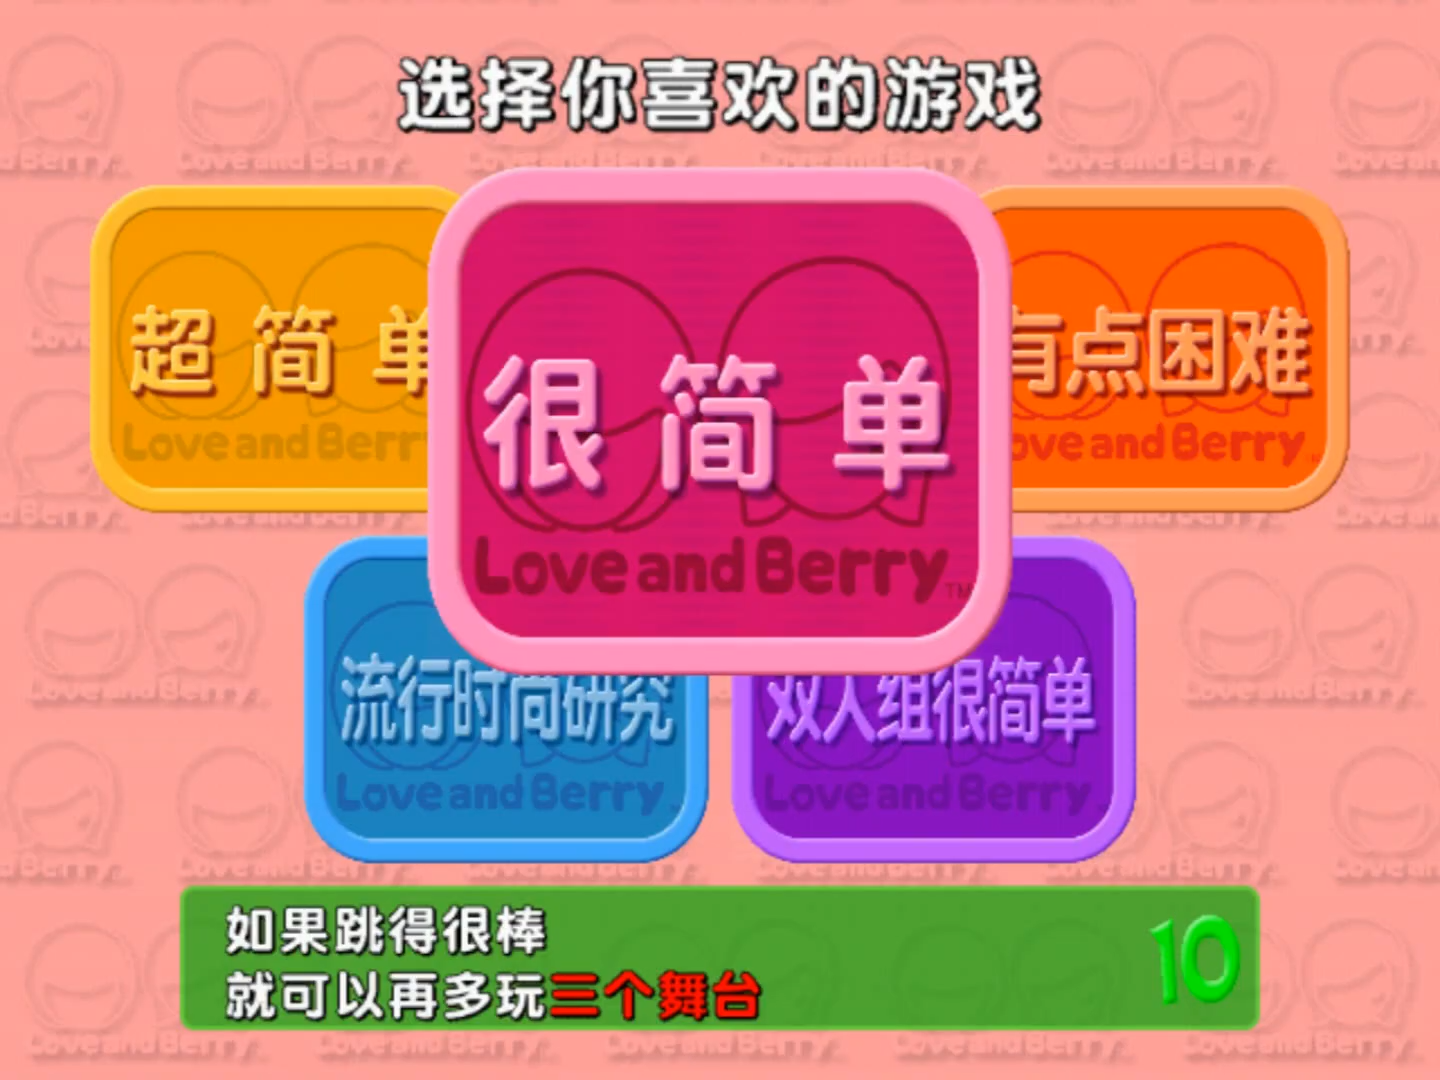 选择你喜欢的游戏
超简单
很简单
有点困难
Love and Berry
Love and Berry
Love and Berry
流行时尚研究
双人组很简单
Love and Berry
Love and Berry
如果跳得很棒
就可以再多玩三个舞台
10